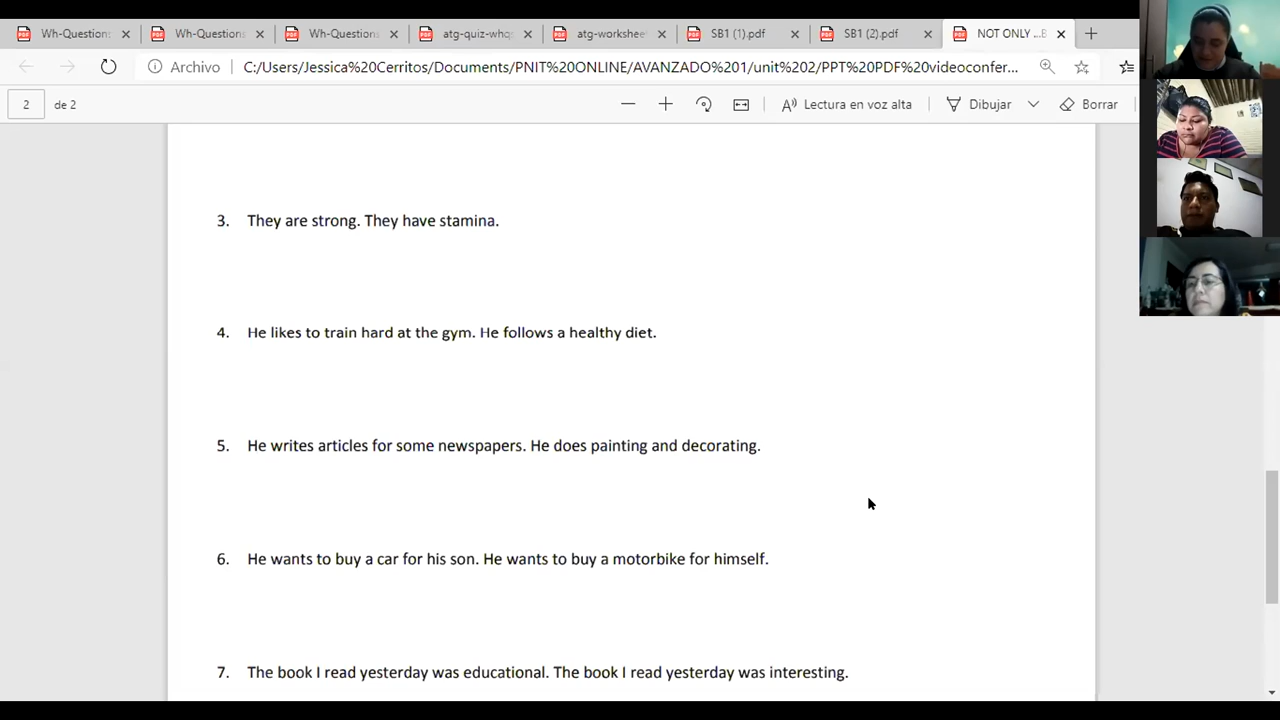 Wh-Question:
Wh-Questions
Wh-Questions
atg-quiz-whq:
atg-workshee
SB1 (1).pdf
SB1 (2).pdf
NOT ONLY ...B
Archivo
C:/Users/Jessica%20Cerritos/Documents/PNIT%20ONLINE/AVANZADO%201/unit%202/PPT%20PDF%20videoconfer...
2 de 2
Lectura en voz alta
Dibujar
Borrar
3. They are strong. They have stamina.
4. He likes to train hard at the gym. He follows a healthy diet.
5. He writes articles for some newspapers. He does painting and decorating.
6. He wants to buy a car for his son. He wants to buy a motorbike for himself.
7. The book I read yesterday was educational. The book I read yesterday was interesting.